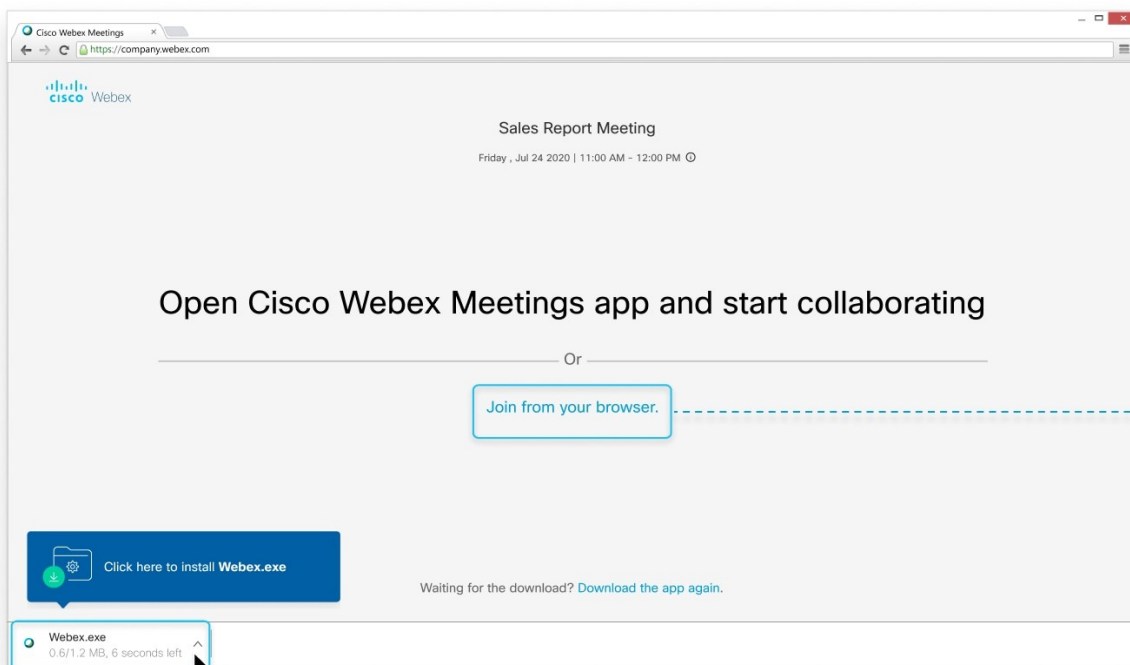 Cisco Webex Meetings
https://company.webex.com
CISCO Webex
Sales Report Meeting
Friday , Jul 24 2020 | 11:00 AM - 12:00 PM
Open Cisco Webex Meetings app and start collaborating
Or
Join from your browser.
Click here to install Webex.exe
Waiting for the download? Download the app again.
Webex.exe
0.6/1.2 MB, 6 seconds left